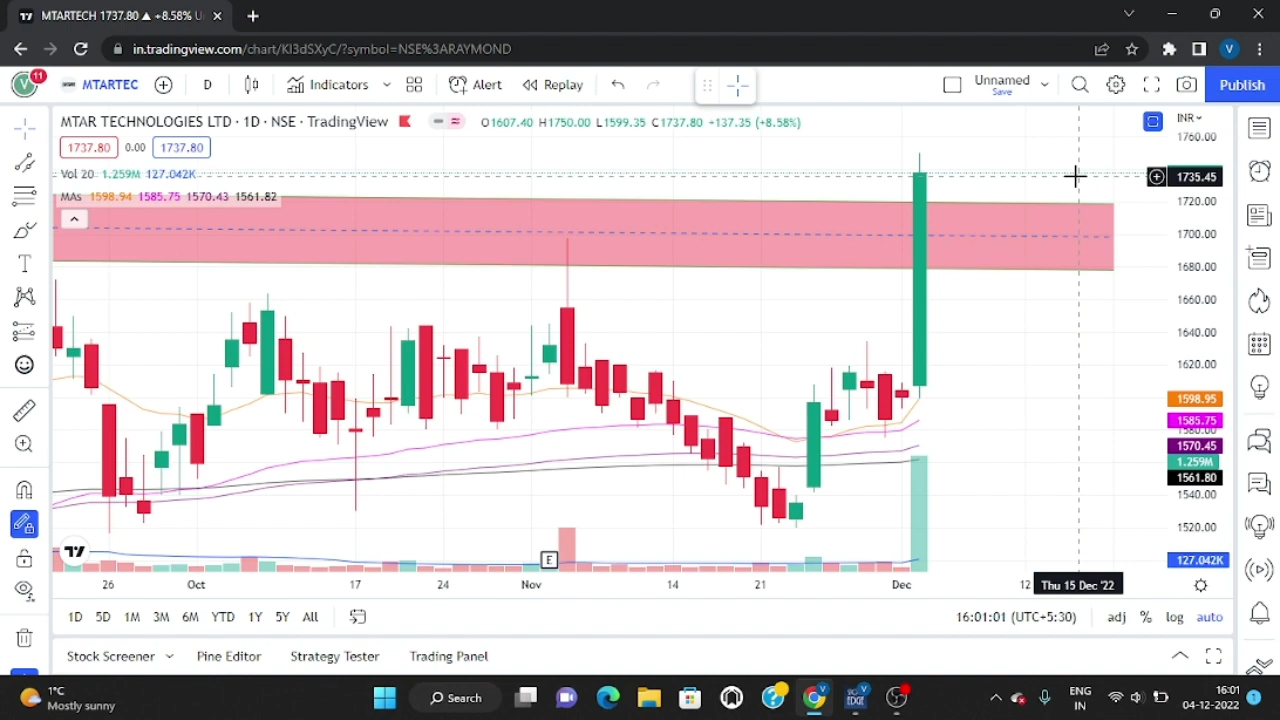 MTARTECH 1737.80 ▲ +8.58%
in.tradingview.com/chart/KI3dSXyC/?symbol=NSE%3ARAYMOND
V
V 11 MTARTEC D Indicators Alert Replay Unnamed Publish
Save
MTAR TECHNOLOGIES LTD · 1D · NSE · TradingView O1607.40 H1750.00 L1599.35 C1737.80 +137.35 (+8.58%) INR
1760.00
1737.80 0.00 1737.80
Vol 20 1.259M 127.042K
1735.45
MAs 1598.94 1585.75 1570.43 1561.82
1720.00
1700.00
1680.00
1660.00
1640.00
1620.00
1598.95
1585.75
1580.00
1570.45
1.259M
1561.80
1540.00
1520.00
E
127.042K
26 Oct 17 24 Nov 14 21 Dec 12 Thu 15 Dec '22
1D 5D 1M 3M 6M YTD 1Y 5Y All 16:01:01 (UTC+5:30) adj % log auto
Stock Screener Pine Editor Strategy Tester Trading Panel
1°C
Mostly sunny
Search
ENG
IN
16:01
04-12-2022
1